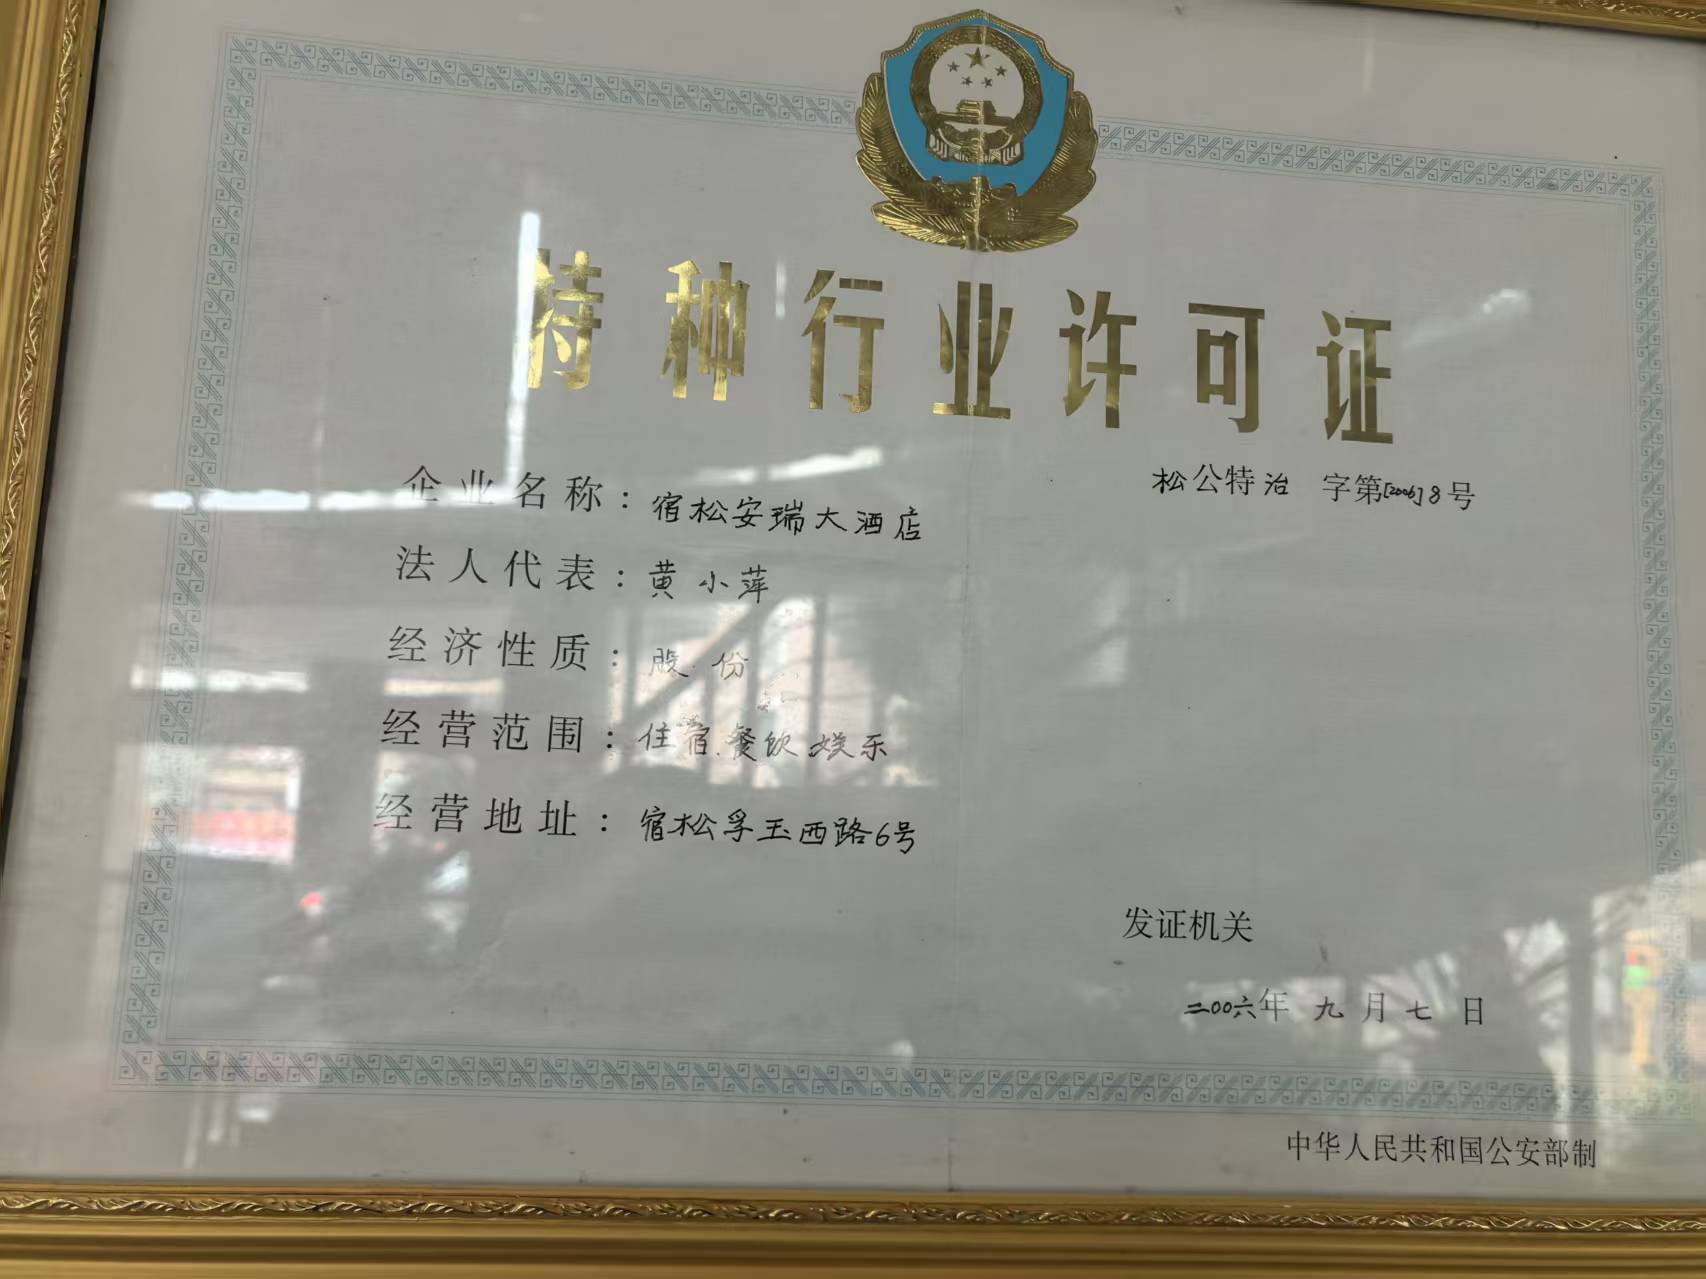 特种行业许可证
松公特治 字第[2006]8号
企业名称：宿松安瑞大酒店
法人代表：黄小萍
经济性质：股份
经营范围：住宿.餐饮.娱乐
经营地址：宿松孚玉西路6号
发证机关
二00六年九月七日
中华人民共和国公安部制